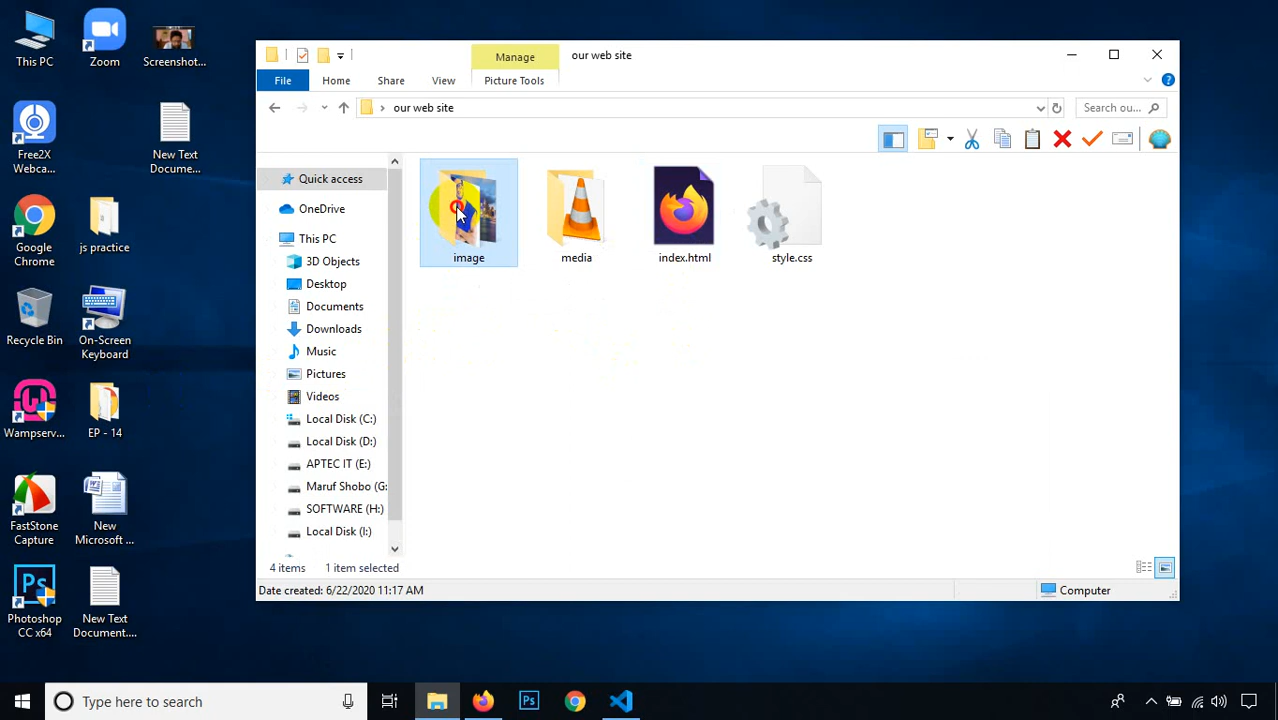 This PC
Zoom
Screenshot...
Free2X
Webca...
New Text
Docume...
Google
Chrome
js practice
Recycle Bin
On-Screen
Keyboard
Wampserv...
EP - 14
FastStone
Capture
New
Microsoft ...
Photoshop
CC x64
New Text
Document....
Manage
our web site
File
Home
Share
View
Picture Tools
our web site
Search ou...
Quick access
OneDrive
This PC
3D Objects
Desktop
Documents
Downloads
Music
Pictures
Videos
Local Disk (C:)
Local Disk (D:)
APTEC IT (E:)
Maruf Shobo (G:
SOFTWARE (H:)
Local Disk (I:)
image
media
index.html
style.css
4 items
1 item selected
Date created: 6/22/2020 11:17 AM
Computer
Type here to search